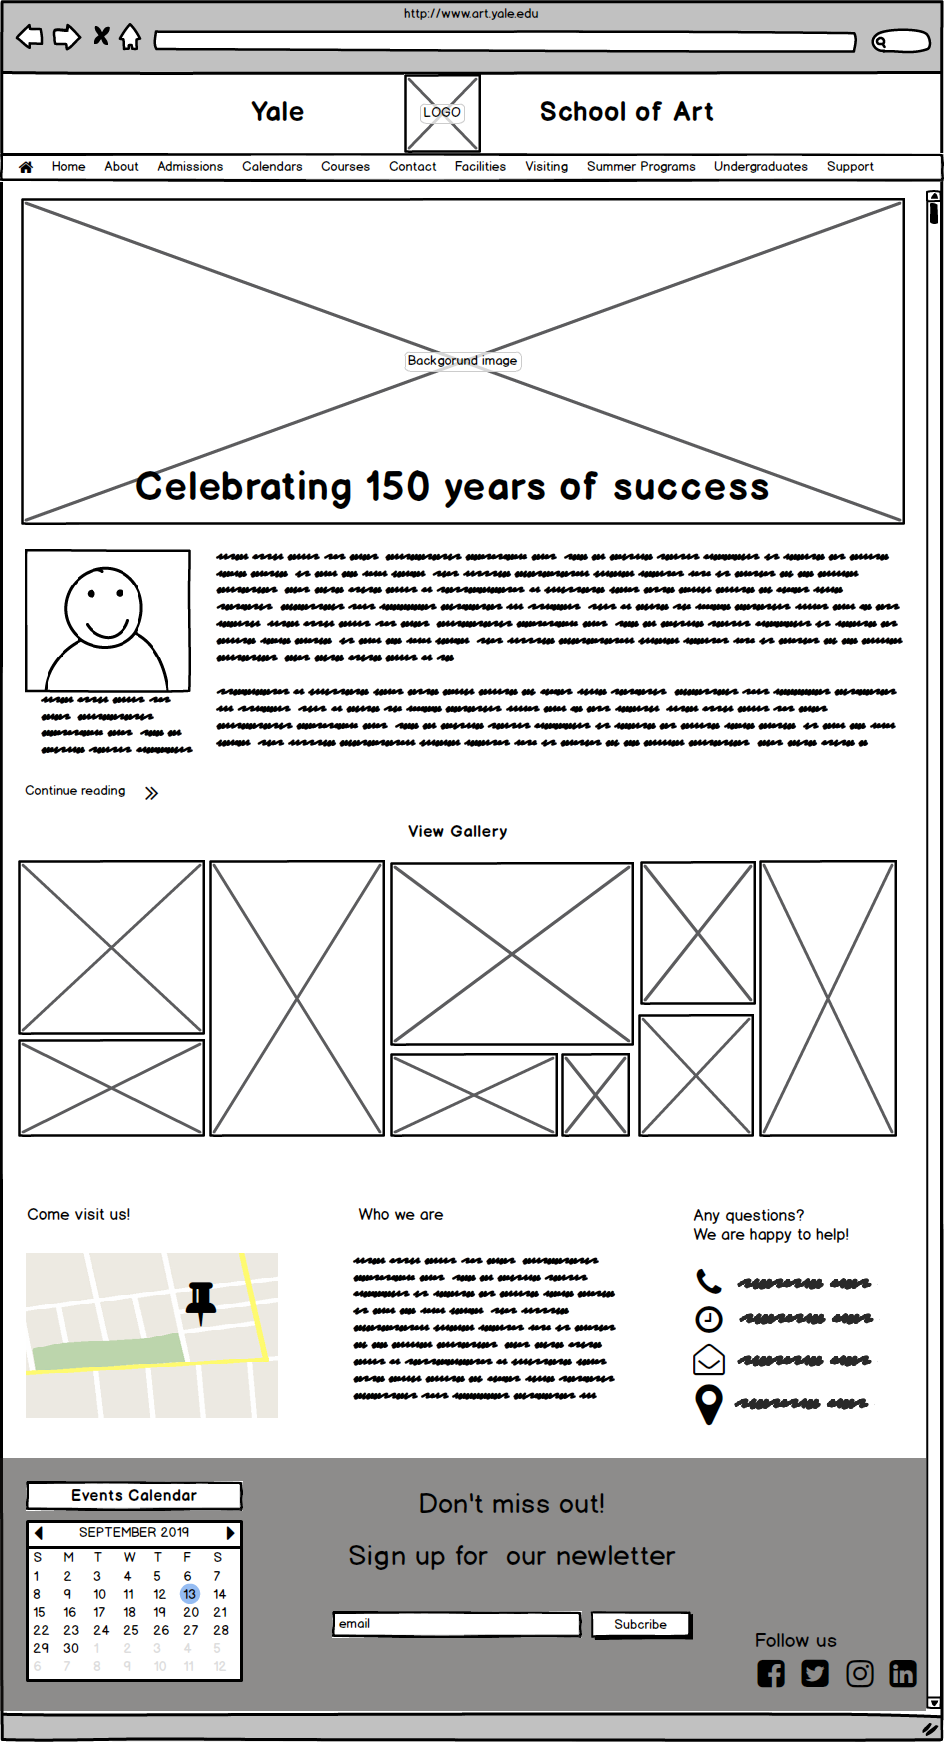 http://www.art.yale.edu
Yale LOGO School of Art
Home About Admissions Calendars Courses Contact Facilities Visiting Summer Programs Undergraduates Support
Backgorund image
Celebrating 150 years of success
Continue reading
View Gallery
Come visit us!
Who we are
Any questions?
We are happy to help!
Events Calendar
SEPTEMBER 2019
S M T W T F S
1 2 3 4 5 6 7
8 9 10 11 12 13 14
15 16 17 18 19 20 21
22 23 24 25 26 27 28
29 30 1 2 3 4 5
6 7 8 9 10 11 12
Don't miss out!
Sign up for our newletter
email
Subcribe
Follow us